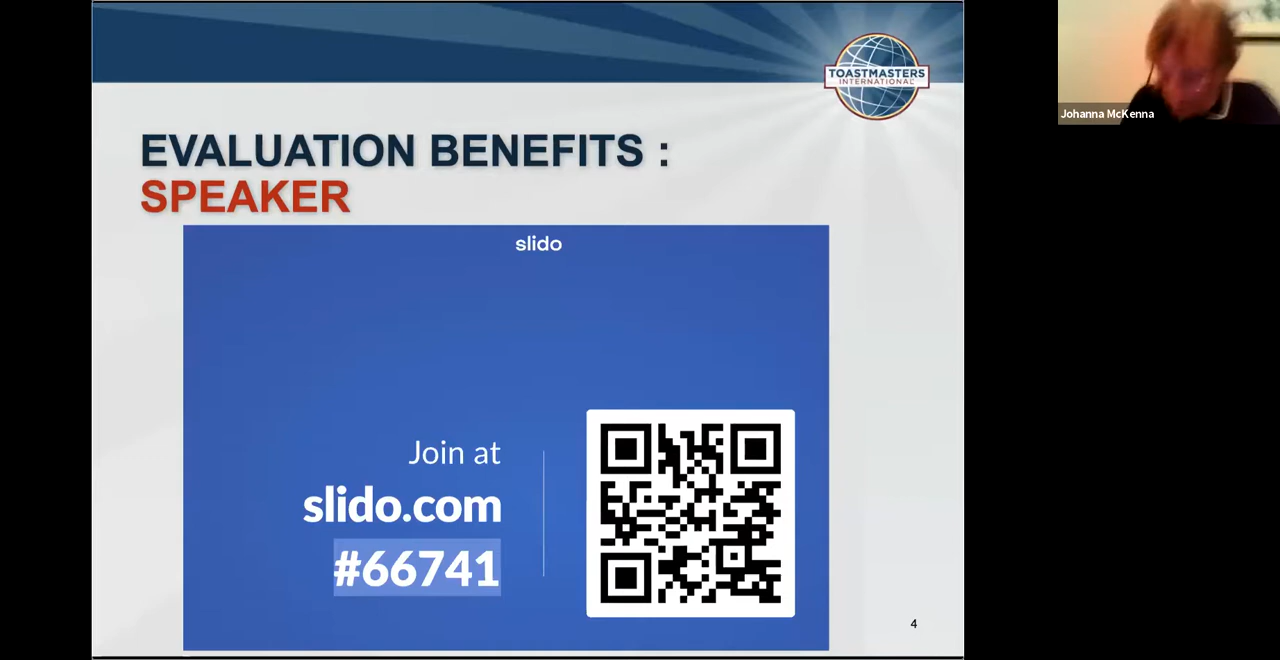 TOASTMASTERS
INTERNATIONAL
Johanna McKenna
EVALUATION BENEFITS :
SPEAKER
slido
Join at
slido.com
#66741
4